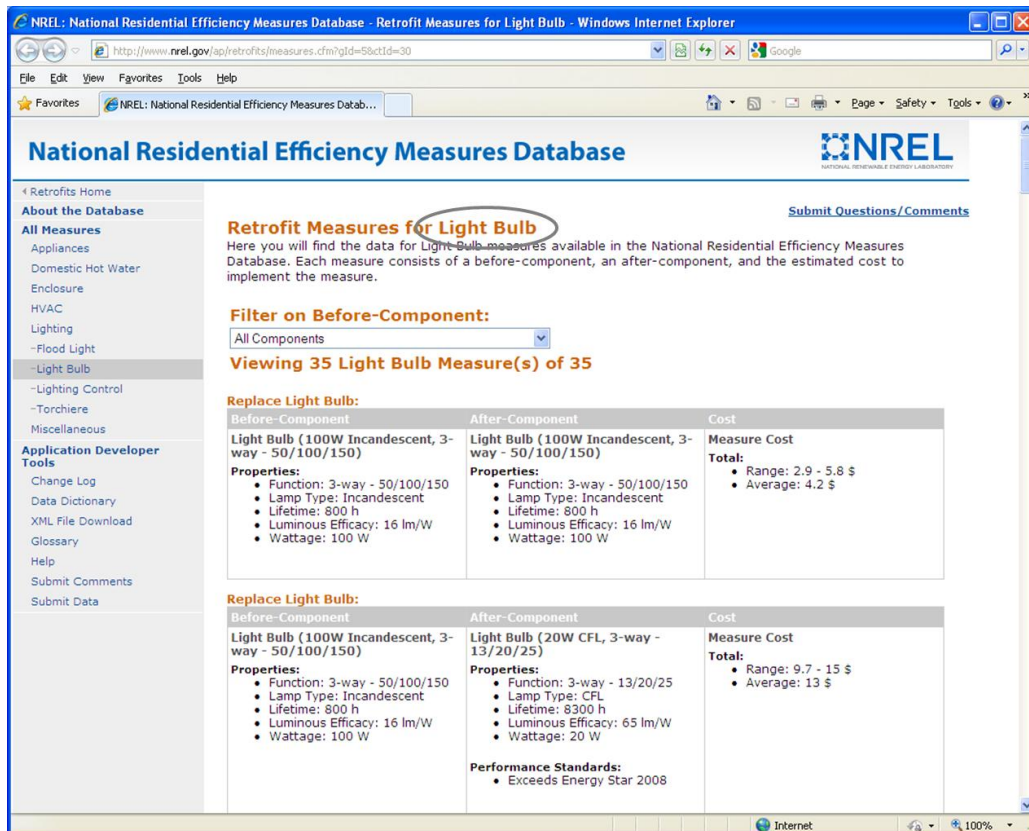 NREL: National Residential Efficiency Measures Database - Retrofit Measures for Light Bulb - Windows Internet Explorer
http://www.nrel.gov/ap/retrofits/measures.cfm?gId=5&ctId=30
Google
File Edit View Favorites Tools Help
Favorites
NREL: National Residential Efficiency Measures Datab...
Page Safety Tools
National Residential Efficiency Measures Database
NREL
NATIONAL RENEWABLE ENERGY LABORATORY
Retrofits Home
About the Database
All Measures
Appliances
Domestic Hot Water
Enclosure
HVAC
Lighting
-Flood Light
-Light Bulb
-Lighting Control
-Torchiere
Miscellaneous
Application Developer
Tools
Change Log
Data Dictionary
XML File Download
Glossary
Help
Submit Comments
Submit Data
Submit Questions/Comments
Retrofit Measures for Light Bulb
Here you will find the data for Light Bulb measures available in the National Residential Efficiency Measures
Database. Each measure consists of a before-component, an after-component, and the estimated cost to
implement the measure.
Filter on Before-Component:
All Components
Viewing 35 Light Bulb Measure(s) of 35
Replace Light Bulb:
Before-Component
Light Bulb (100W Incandescent, 3-
way - 50/100/150)
Properties:
• Function: 3-way - 50/100/150
• Lamp Type: Incandescent
• Lifetime: 800 h
• Luminous Efficacy: 16 lm/W
• Wattage: 100 W
After-Component
Light Bulb (100W Incandescent, 3-
way - 50/100/150)
Properties:
• Function: 3-way - 50/100/150
• Lamp Type: Incandescent
• Lifetime: 800 h
• Luminous Efficacy: 16 lm/W
• Wattage: 100 W
Cost
Measure Cost
Total:
• Range: 2.9 - 5.8 $
• Average: 4.2 $
Replace Light Bulb:
Before-Component
Light Bulb (100W Incandescent, 3-
way - 50/100/150)
Properties:
• Function: 3-way - 50/100/150
• Lamp Type: Incandescent
• Lifetime: 800 h
• Luminous Efficacy: 16 lm/W
• Wattage: 100 W
After-Component
Light Bulb (20W CFL, 3-way -
13/20/25)
Properties:
• Function: 3-way - 13/20/25
• Lamp Type: CFL
• Lifetime: 8300 h
• Luminous Efficacy: 65 lm/W
• Wattage: 20 W
Performance Standards:
• Exceeds Energy Star 2008
Cost
Measure Cost
Total:
• Range: 9.7 - 15 $
• Average: 13 $
Internet
100%